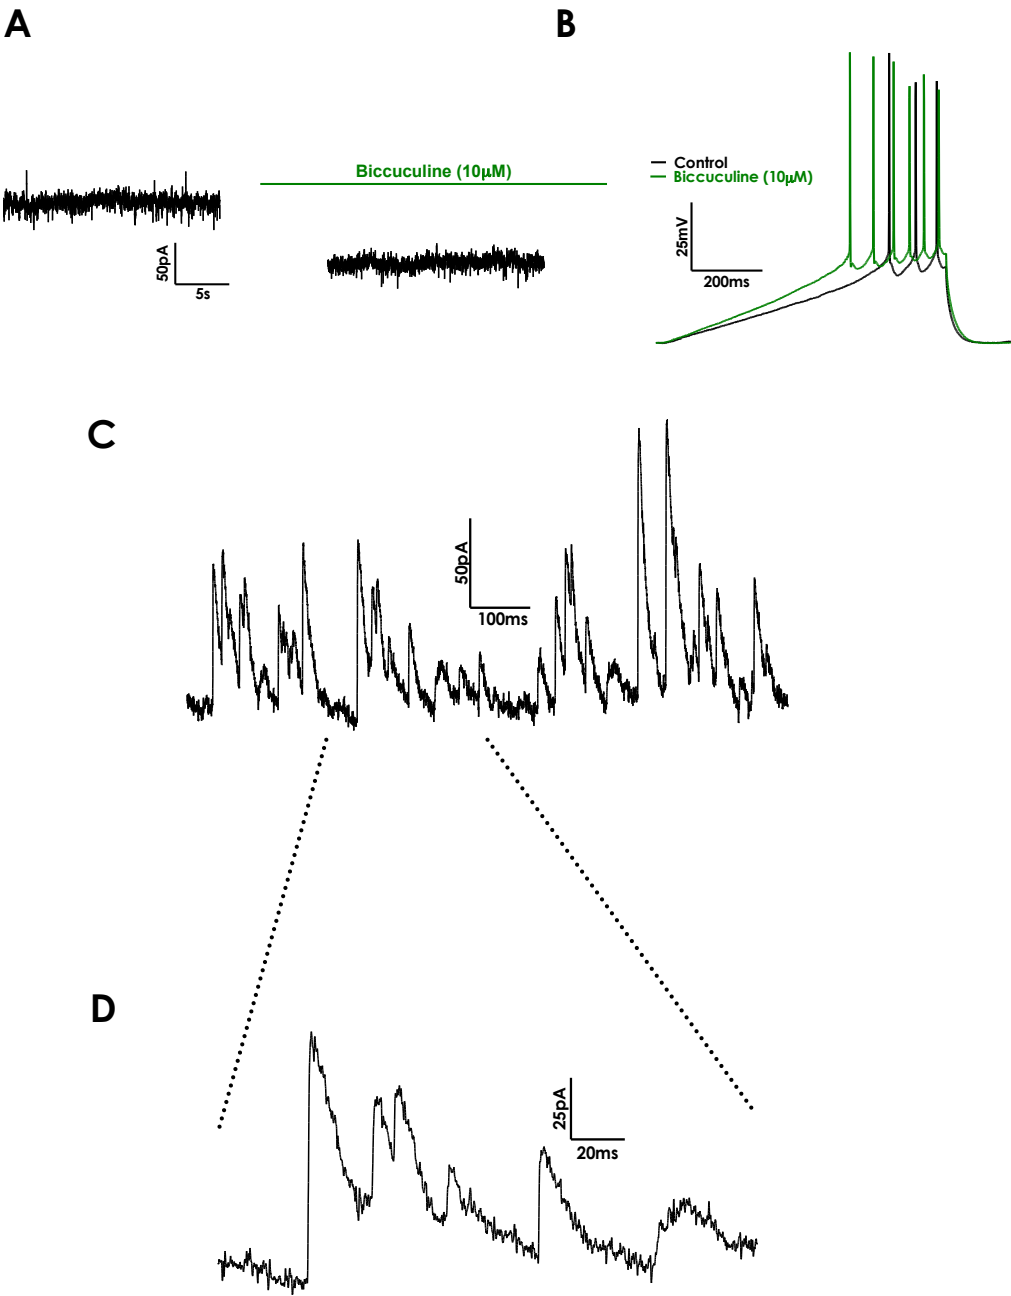 A
B
Biccuculine (10μM)
50pA
5s
Control
Biccuculine (10μM)
25mV
200ms
C
50pA
100ms
D
25pA
20ms